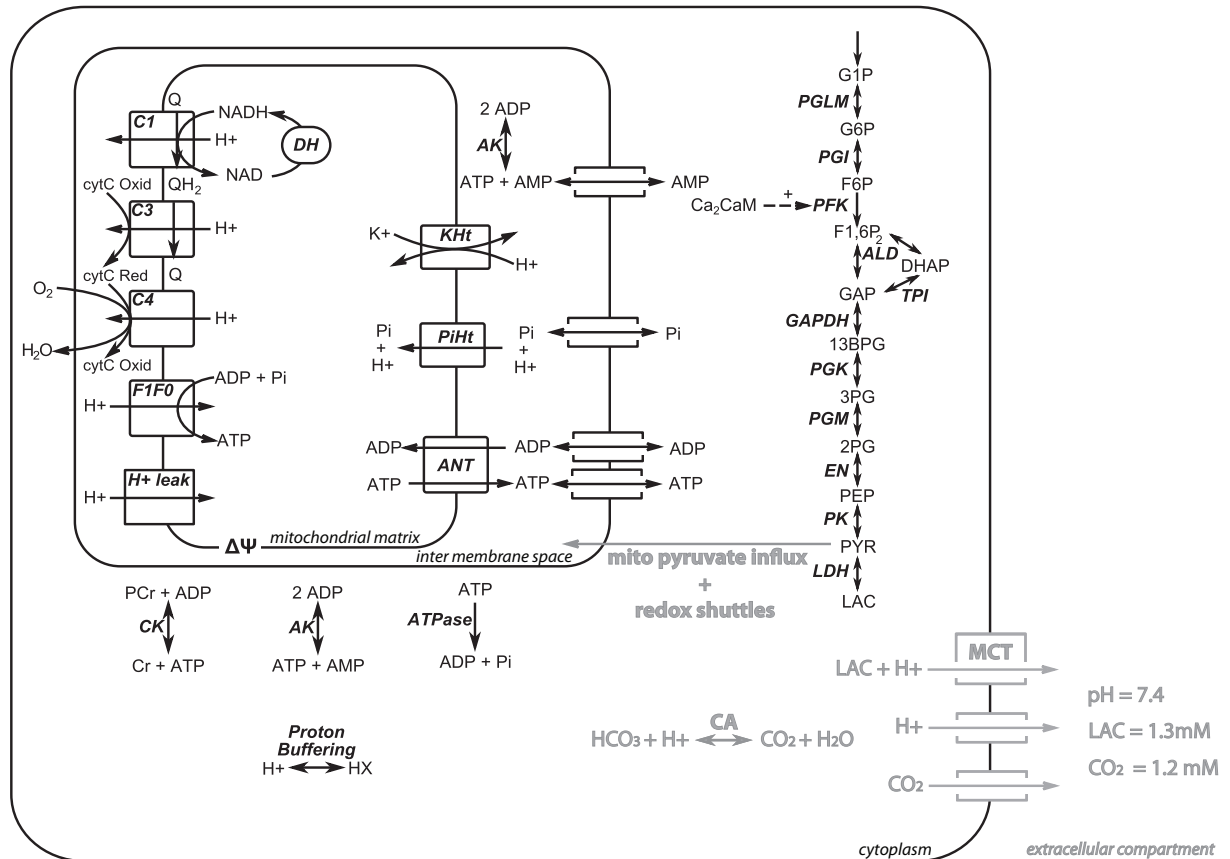 Q
C1
NADH
H+
DH
NAD
cytC Oxid
QH2
C3
H+
cytC Red
Q
O2
C4
H+
H2O
cytC Oxid
F1F0
ADP + Pi
H+
ATP
H+ leak
H+
ΔΨ
mitochondrial matrix
inter membrane space
2 ADP
AK
ATP + AMP
AMP
K+
KHt
H+
Pi
+
H+
PiHt
Pi
+
H+
Pi
ADP
ANT
ADP
ADP
ATP
ATP
ATP
G1P
PGLM
G6P
PGI
F6P
Ca2CaM
+
PFK
F1,6P2
ALD
DHAP
TPI
GAP
GAPDH
13BPG
PGK
3PG
PGM
2PG
EN
PEP
PK
PYR
LDH
LAC
mito pyruvate influx
+
redox shuttles
PCr + ADP
CK
Cr + ATP
2 ADP
AK
ATP + AMP
ATP
ATPase
ADP + Pi
Proton
Buffering
H+
HX
HCO3 + H+
CA
CO2 + H2O
MCT
LAC + H+
H+
CO2
pH = 7.4
LAC = 1.3mM
CO2 = 1.2 mM
cytoplasm
extracellular compartment